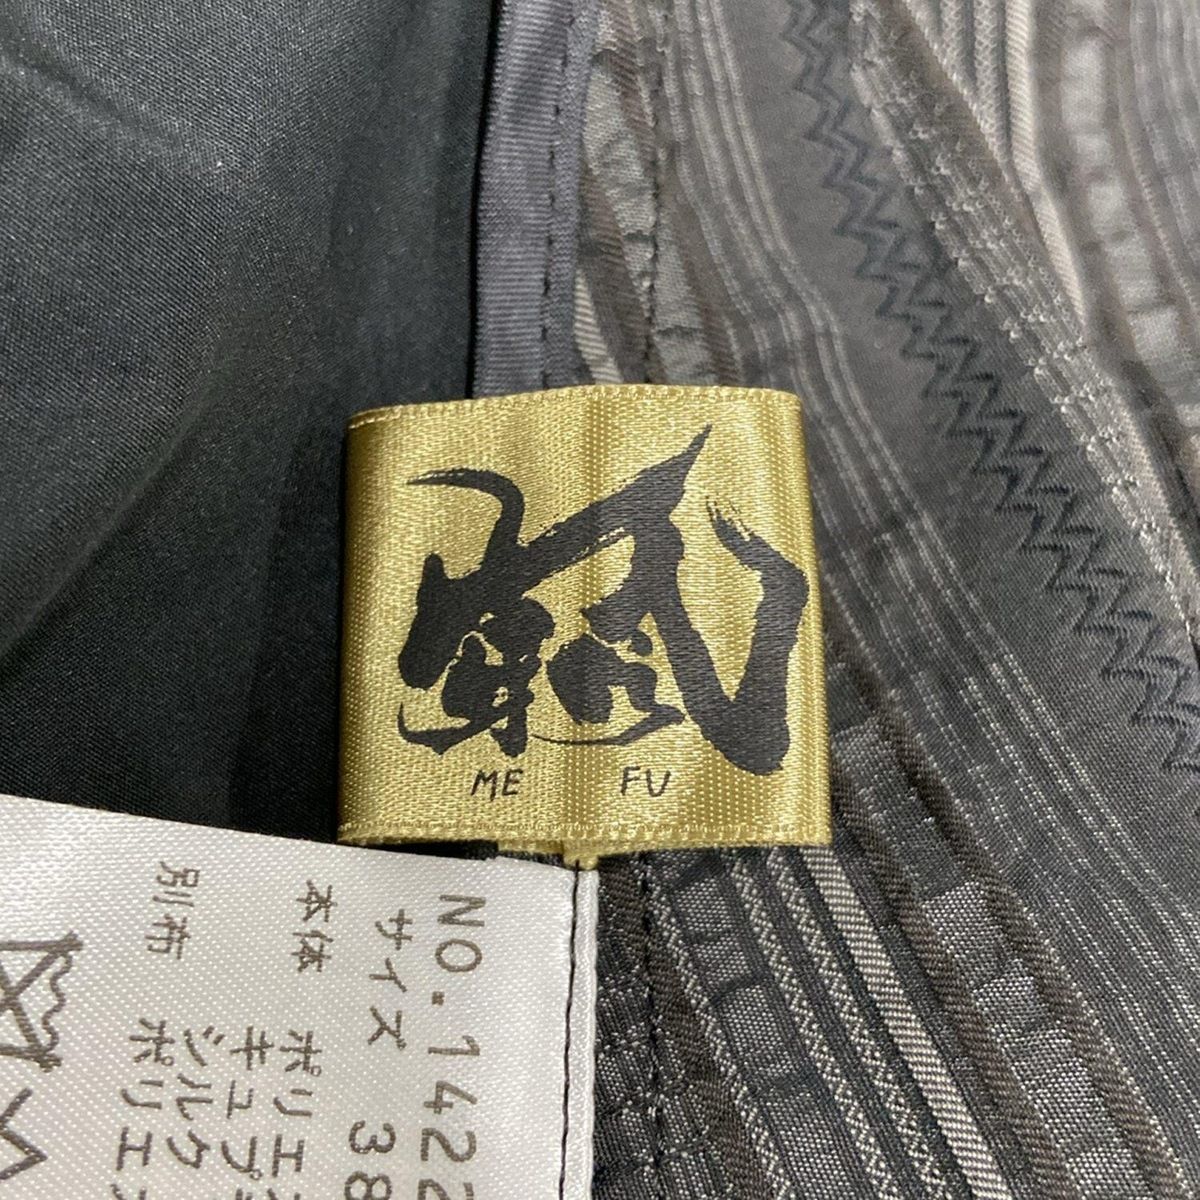 ME FU
NO.1422
サイズ 38
本体 ポリエ
キュプ
シルク
別布 ポリエ